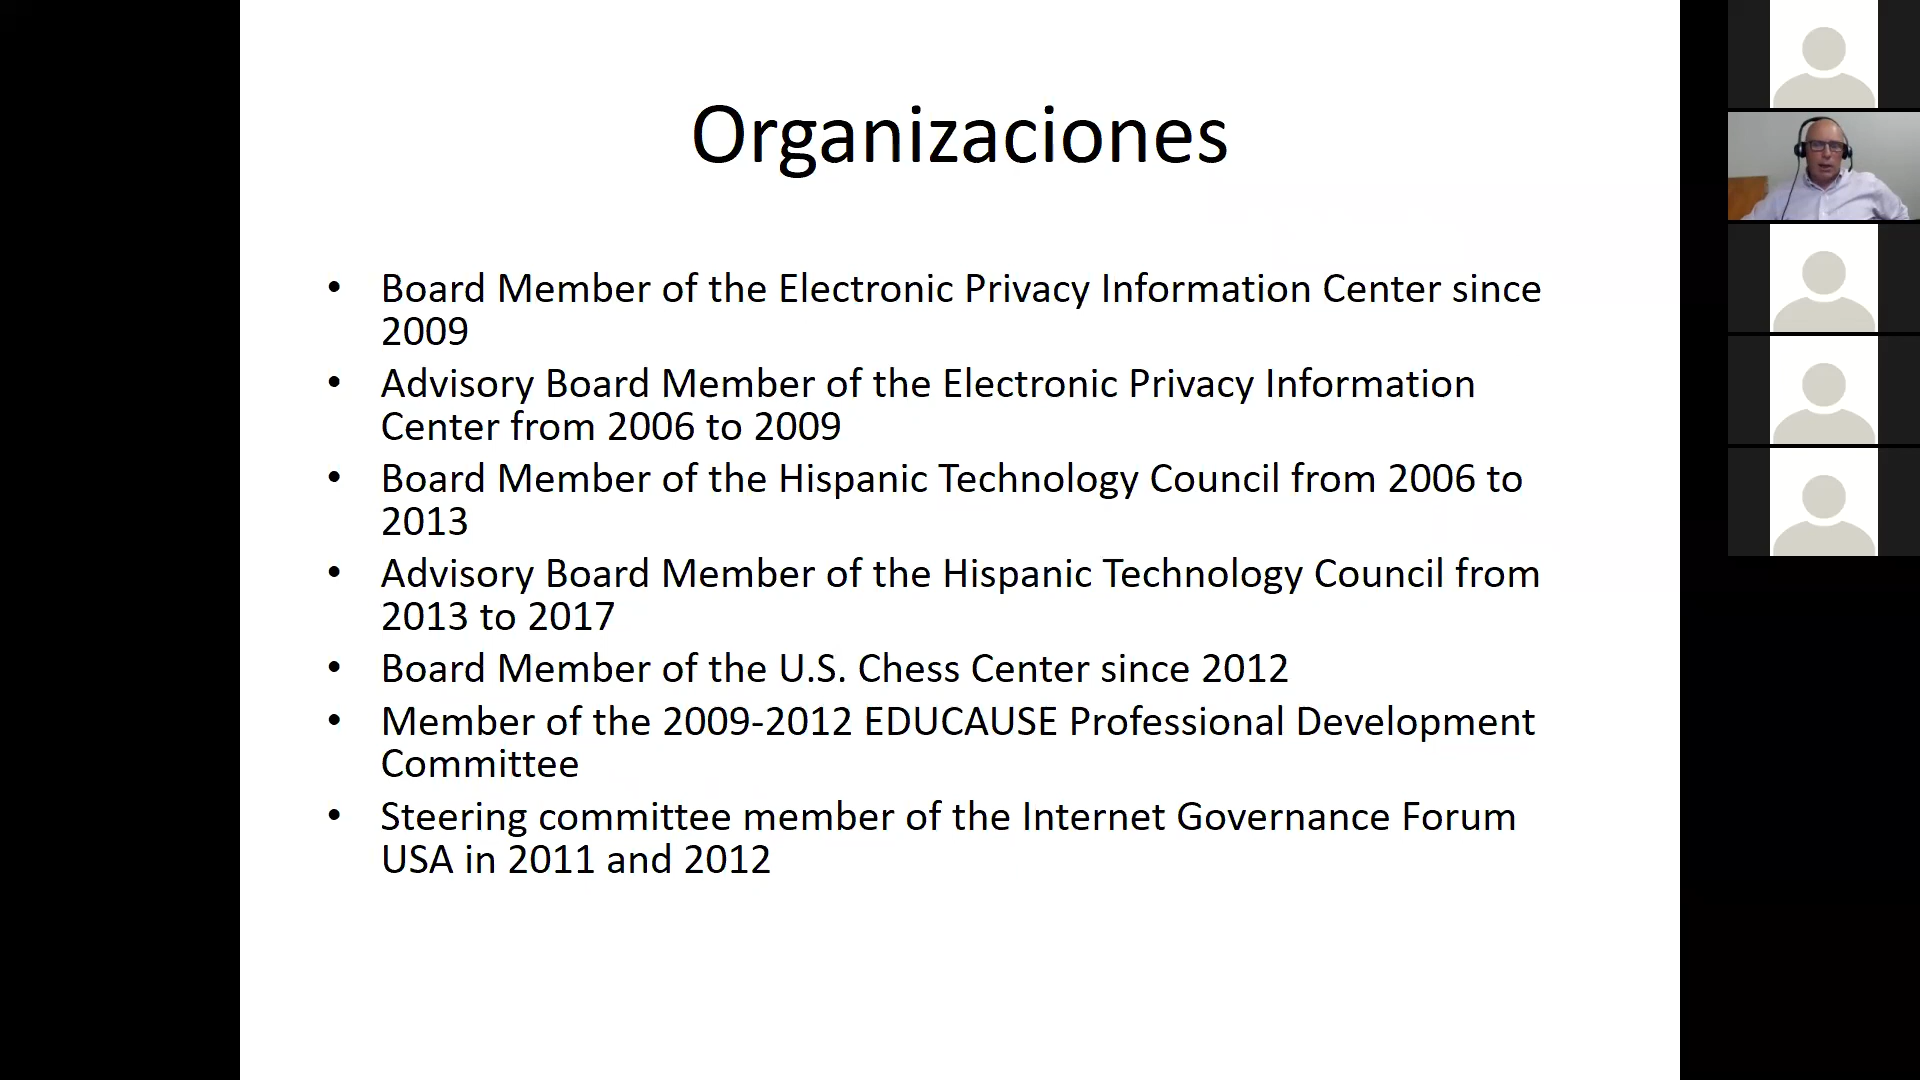 Organizaciones
• Board Member of the Electronic Privacy Information Center since
2009
• Advisory Board Member of the Electronic Privacy Information
Center from 2006 to 2009
• Board Member of the Hispanic Technology Council from 2006 to
2013
• Advisory Board Member of the Hispanic Technology Council from
2013 to 2017
• Board Member of the U.S. Chess Center since 2012
• Member of the 2009-2012 EDUCAUSE Professional Development
Committee
• Steering committee member of the Internet Governance Forum
USA in 2011 and 2012